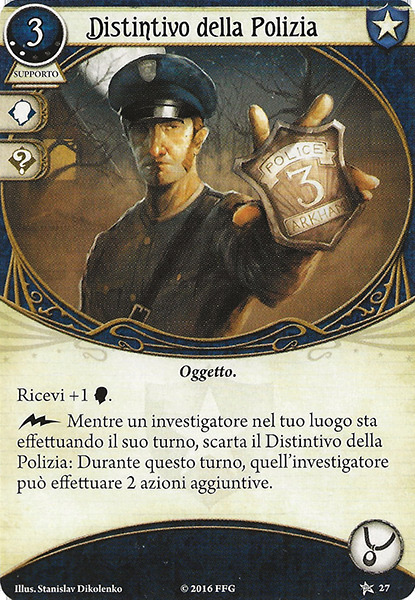 3
Distintivo della Polizia
SUPPORTO
POLICE
3
ARKHAM
Oggetto.
Ricevi +1 .
Mentre un investigatore nel tuo luogo sta
effettuando il suo turno, scarta il Distintivo della
Polizia: Durante questo turno, quell'investigatore
può effettuare 2 azioni aggiuntive.
Illus. Stanislav Dikolenko
© 2016 FFG
27